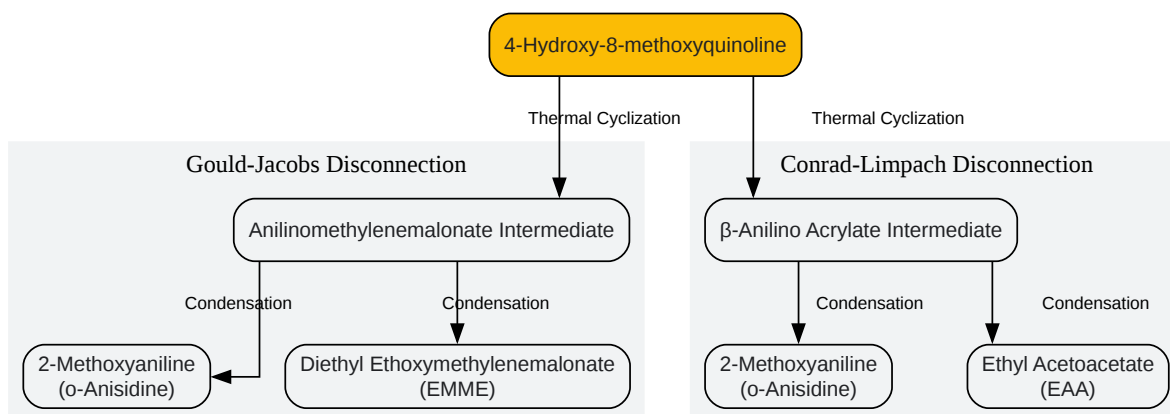 4-Hydroxy-8-methoxyquinoline
Thermal Cyclization
Thermal Cyclization
Gould-Jacobs Disconnection
Conrad-Limpach Disconnection
Anilinomethylenemalonate Intermediate
β-Anilino Acrylate Intermediate
Condensation
Condensation
Condensation
Condensation
2-Methoxyaniline
(o-Anisidine)
Diethyl Ethoxymethylenemalonate
(EMME)
2-Methoxyaniline
(o-Anisidine)
Ethyl Acetoacetate
(EAA)